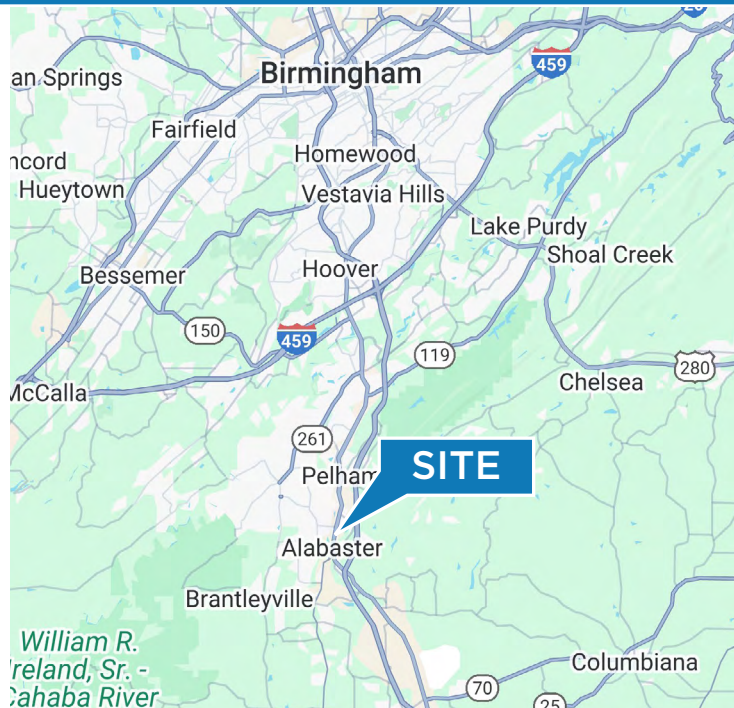 20
Birmingham
459
an Springs
Fairfield
Homewood
ncord
Hueytown
Vestavia Hills
Lake Purdy
Shoal Creek
Hoover
Bessemer
150
459
119
280
McCalla
Chelsea
261
SITE
Pelham
Alabaster
Brantleyville
William R.
Ireland, Sr. -
Cahaba River
Columbiana
70
25